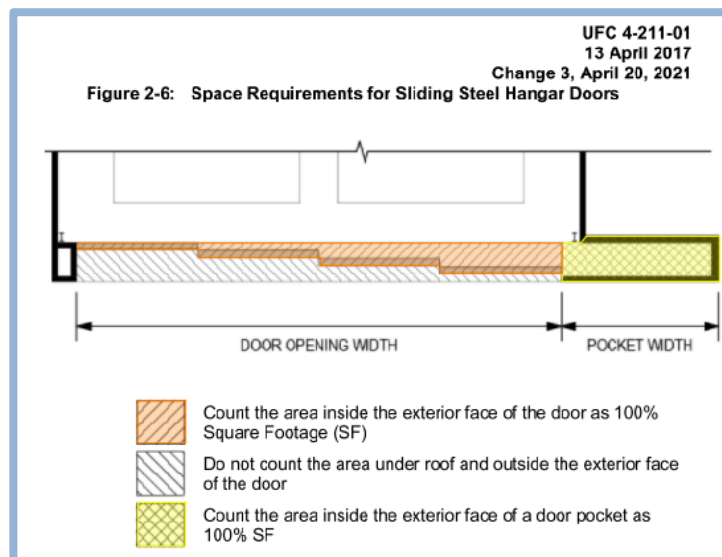 UFC 4-211-01
13 April 2017
Change 3, April 20, 2021
Figure 2-6: Space Requirements for Sliding Steel Hangar Doors
DOOR OPENING WIDTH
POCKET WIDTH
Count the area inside the exterior face of the door as 100%
Square Footage (SF)
Do not count the area under roof and outside the exterior face
of the door
Count the area inside the exterior face of a door pocket as
100% SF